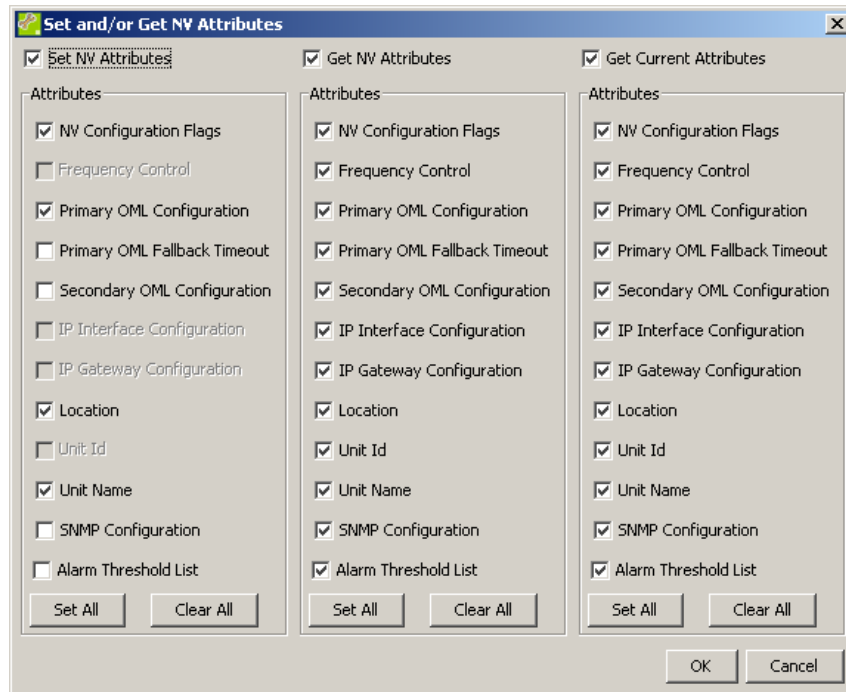 Set and/or Get NV Attributes
Set NV Attributes
Get NV Attributes
Get Current Attributes
Attributes
NV Configuration Flags
Frequency Control
Primary OML Configuration
Primary OML Fallback Timeout
Secondary OML Configuration
IP Interface Configuration
IP Gateway Configuration
Location
Unit Id
Unit Name
SNMP Configuration
Alarm Threshold List
Set All
Clear All
Attributes
NV Configuration Flags
Frequency Control
Primary OML Configuration
Primary OML Fallback Timeout
Secondary OML Configuration
IP Interface Configuration
IP Gateway Configuration
Location
Unit Id
Unit Name
SNMP Configuration
Alarm Threshold List
Set All
Clear All
Attributes
NV Configuration Flags
Frequency Control
Primary OML Configuration
Primary OML Fallback Timeout
Secondary OML Configuration
IP Interface Configuration
IP Gateway Configuration
Location
Unit Id
Unit Name
SNMP Configuration
Alarm Threshold List
Set All
Clear All
OK
Cancel